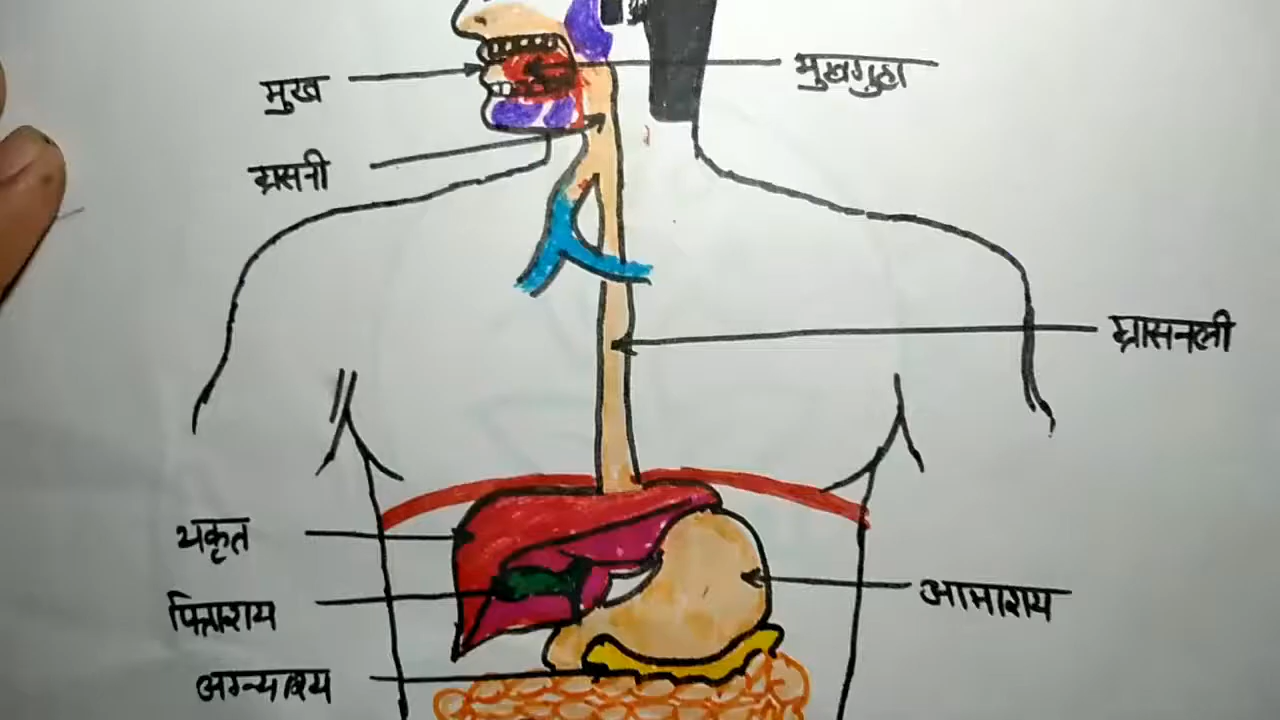 मुख
मुखगुहा
ग्रसनी
ग्रासनली
यकृत
पित्ताशय
आमाशय
अग्न्याशय